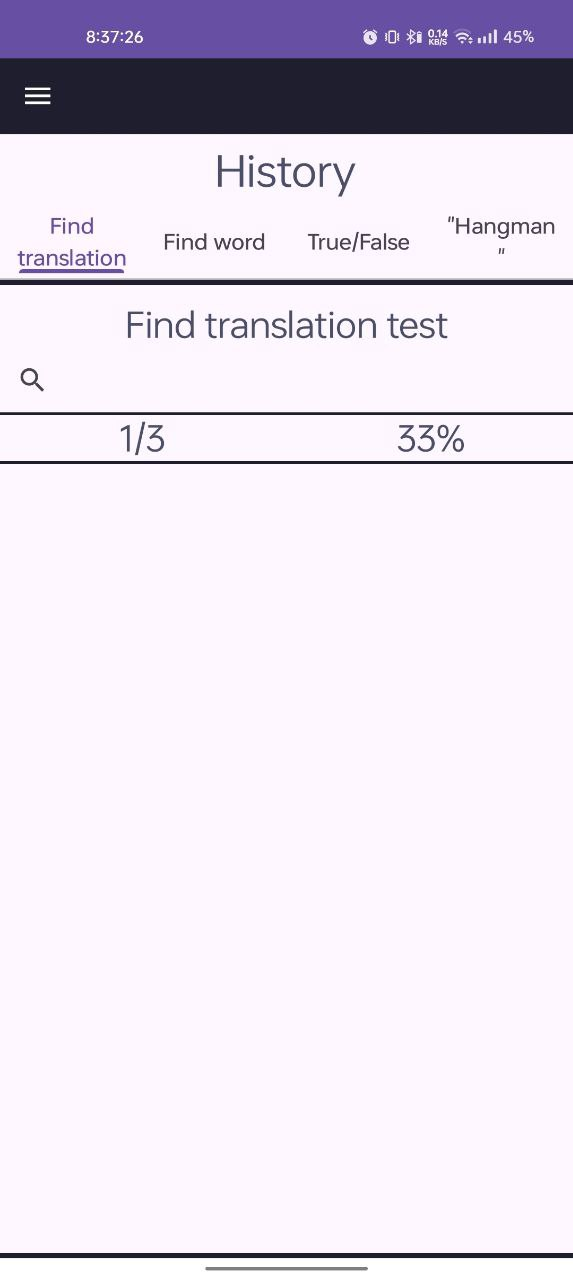 8:37:26
0.14
KB/S
45%
History
Find
translation
Find word
True/False
"Hangman
"
Find translation test
1/3
33%